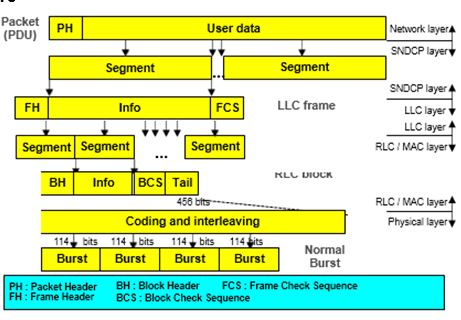 Packet
(PDU)
PH User data
Network layer
SNDCP layer
Segment ... Segment
SNDCP layer
LLC layer
FH Info FCS
LLC frame
LLC layer
RLC / MAC layer
Segment Segment ... Segment
RLC block
BH Info BCS Tail
456 bits
RLC / MAC layer
Physical layer
Coding and interleaving
114 bits 114 bits 114 bits 114 bits
Burst Burst Burst Burst
Normal
Burst
PH : Packet Header BH : Block Header FCS : Frame Check Sequence
FH : Frame Header BCS : Block Check Sequence